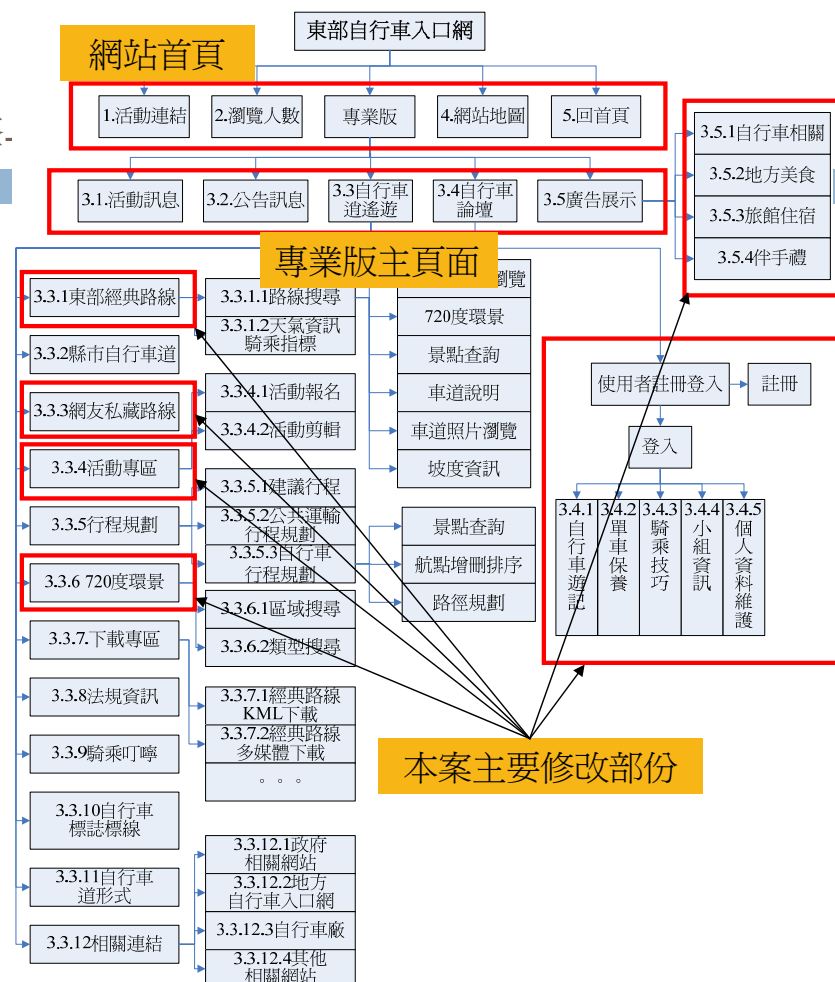 東部自行車入口網
網站首頁
1.活動連結
2.瀏覽人數
專業版
4.網站地圖
5.回首頁
3.1.活動訊息
3.2.公告訊息
3.3自行車
逍遙遊
3.4自行車
論壇
3.5廣告展示
3.5.1自行車相關
3.5.2地方美食
3.5.3旅館住宿
3.5.4伴手禮
專業版主頁面
3.3.1東部經典路線
3.3.2縣市自行車道
3.3.3網友私藏路線
3.3.4活動專區
3.3.5行程規劃
3.3.6 720度環景
3.3.7.下載專區
3.3.8法規資訊
3.3.9騎乘叮嚀
3.3.10自行車
標誌標線
3.3.11自行車
道形式
3.3.12相關連結
3.3.1.1路線搜尋
3.3.1.2天氣資訊
騎乘指標
3.3.4.1活動報名
3.3.4.2活動剪輯
3.3.5.1建議行程
3.3.5.2公共運輸
行程規劃
3.3.5.3自行車
行程規劃
3.3.6.1區域搜尋
3.3.6.2類型搜尋
3.3.7.1經典路線
KML下載
3.3.7.2經典路線
多媒體下載
。。。
3.3.12.1政府
相關網站
3.3.12.2地方
自行車入口網
3.3.12.3自行車廠
3.3.12.4其他
相關網站
覽
720度環景
景點查詢
車道說明
車道照片瀏覽
坡度資訊
景點查詢
航點增刪排序
路徑規劃
使用者註冊登入
註冊
登入
3.4.1
自行車遊記
3.4.2
單車保養
3.4.3
騎乘技巧
3.4.4
小組資訊
3.4.5
個人資料維護
本案主要修改部份